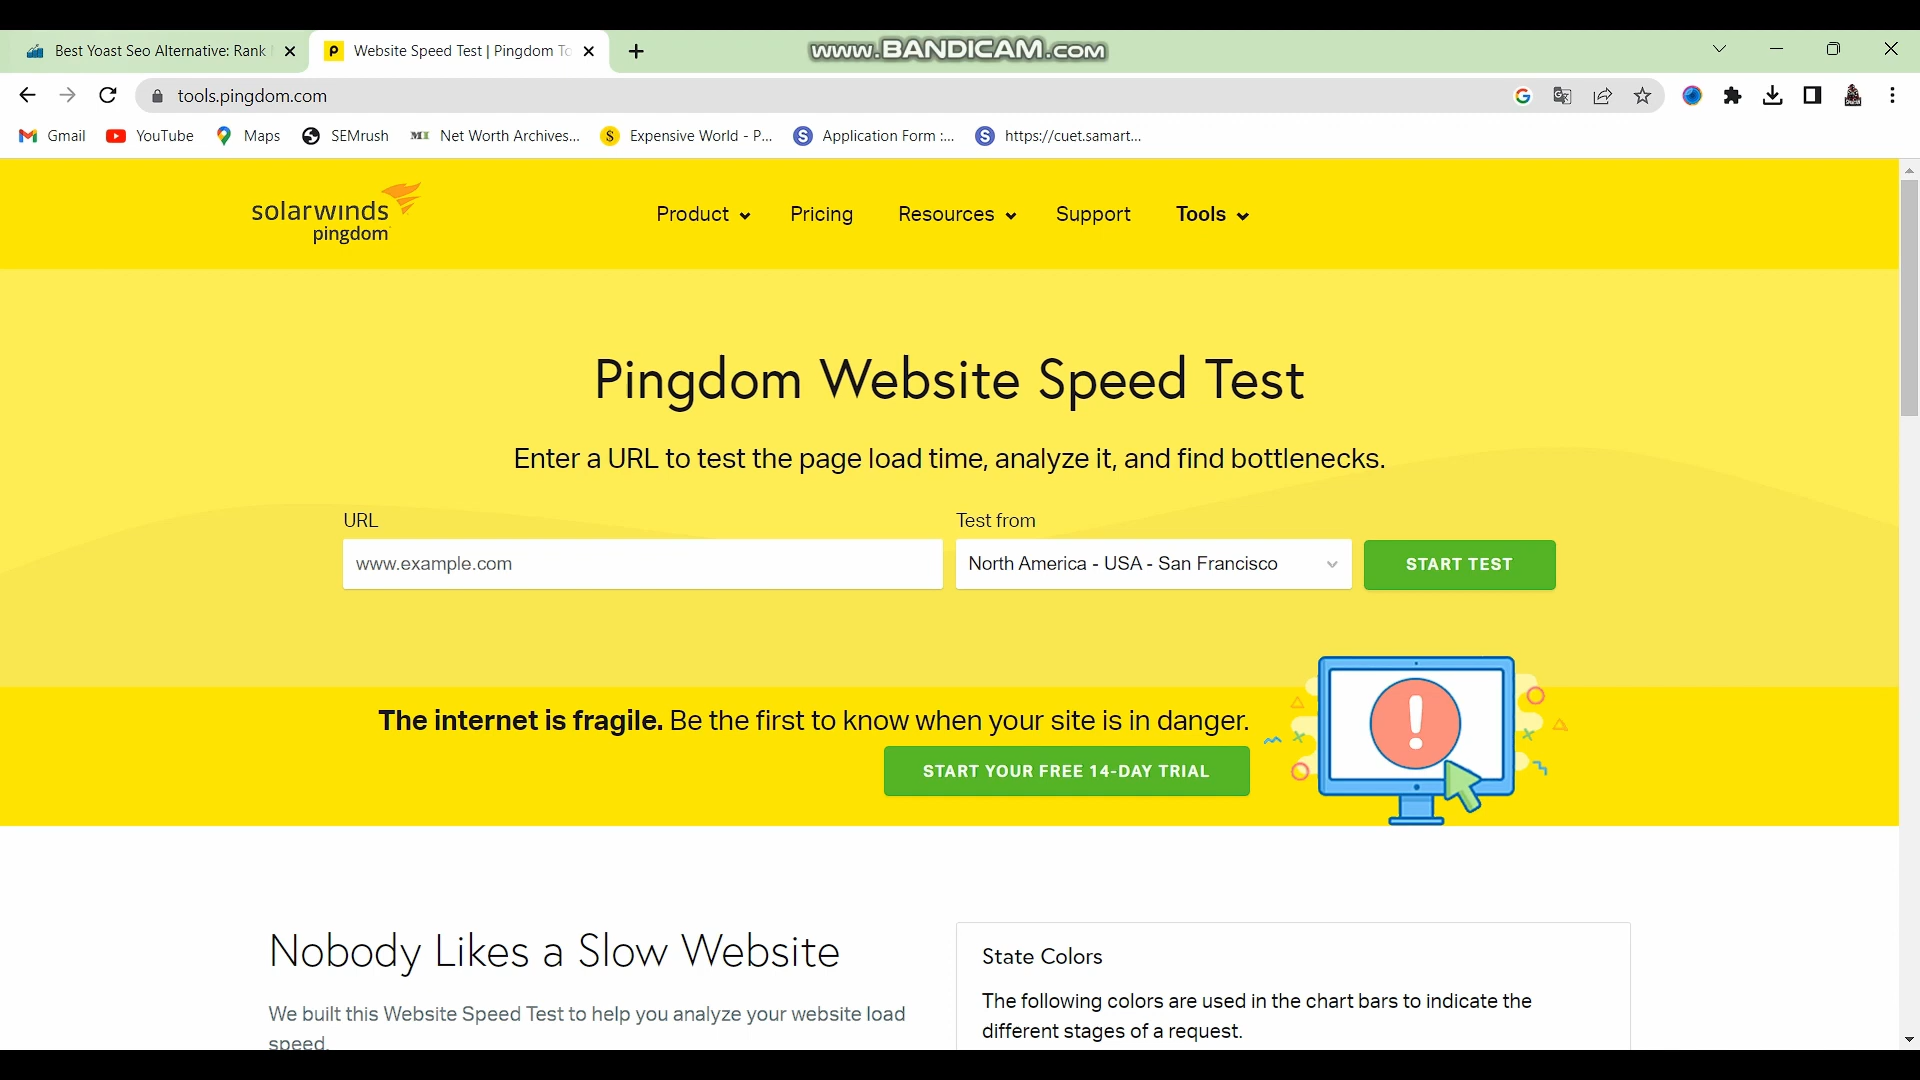 Best Yoast Seo Alternative: Rank
Website Speed Test | Pingdom To
www.BANDICAM.com
tools.pingdom.com
Gmail
YouTube
Maps
SEMrush
Net Worth Archives...
Expensive World - P...
Application Form :...
https://cuet.samart...
solarwinds
pingdom
Product
Pricing
Resources
Support
Tools
Pingdom Website Speed Test
Enter a URL to test the page load time, analyze it, and find bottlenecks.
URL
Test from
www.example.com
North America - USA - San Francisco
START TEST
The internet is fragile. Be the first to know when your site is in danger.
START YOUR FREE 14-DAY TRIAL
Nobody Likes a Slow Website
We built this Website Speed Test to help you analyze your website load
speed.
State Colors
The following colors are used in the chart bars to indicate the
different stages of a request.